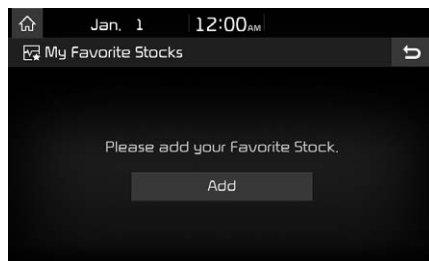 Jan. 1 12:00AM
My Favorite Stocks
Please add your Favorite Stock.
Add